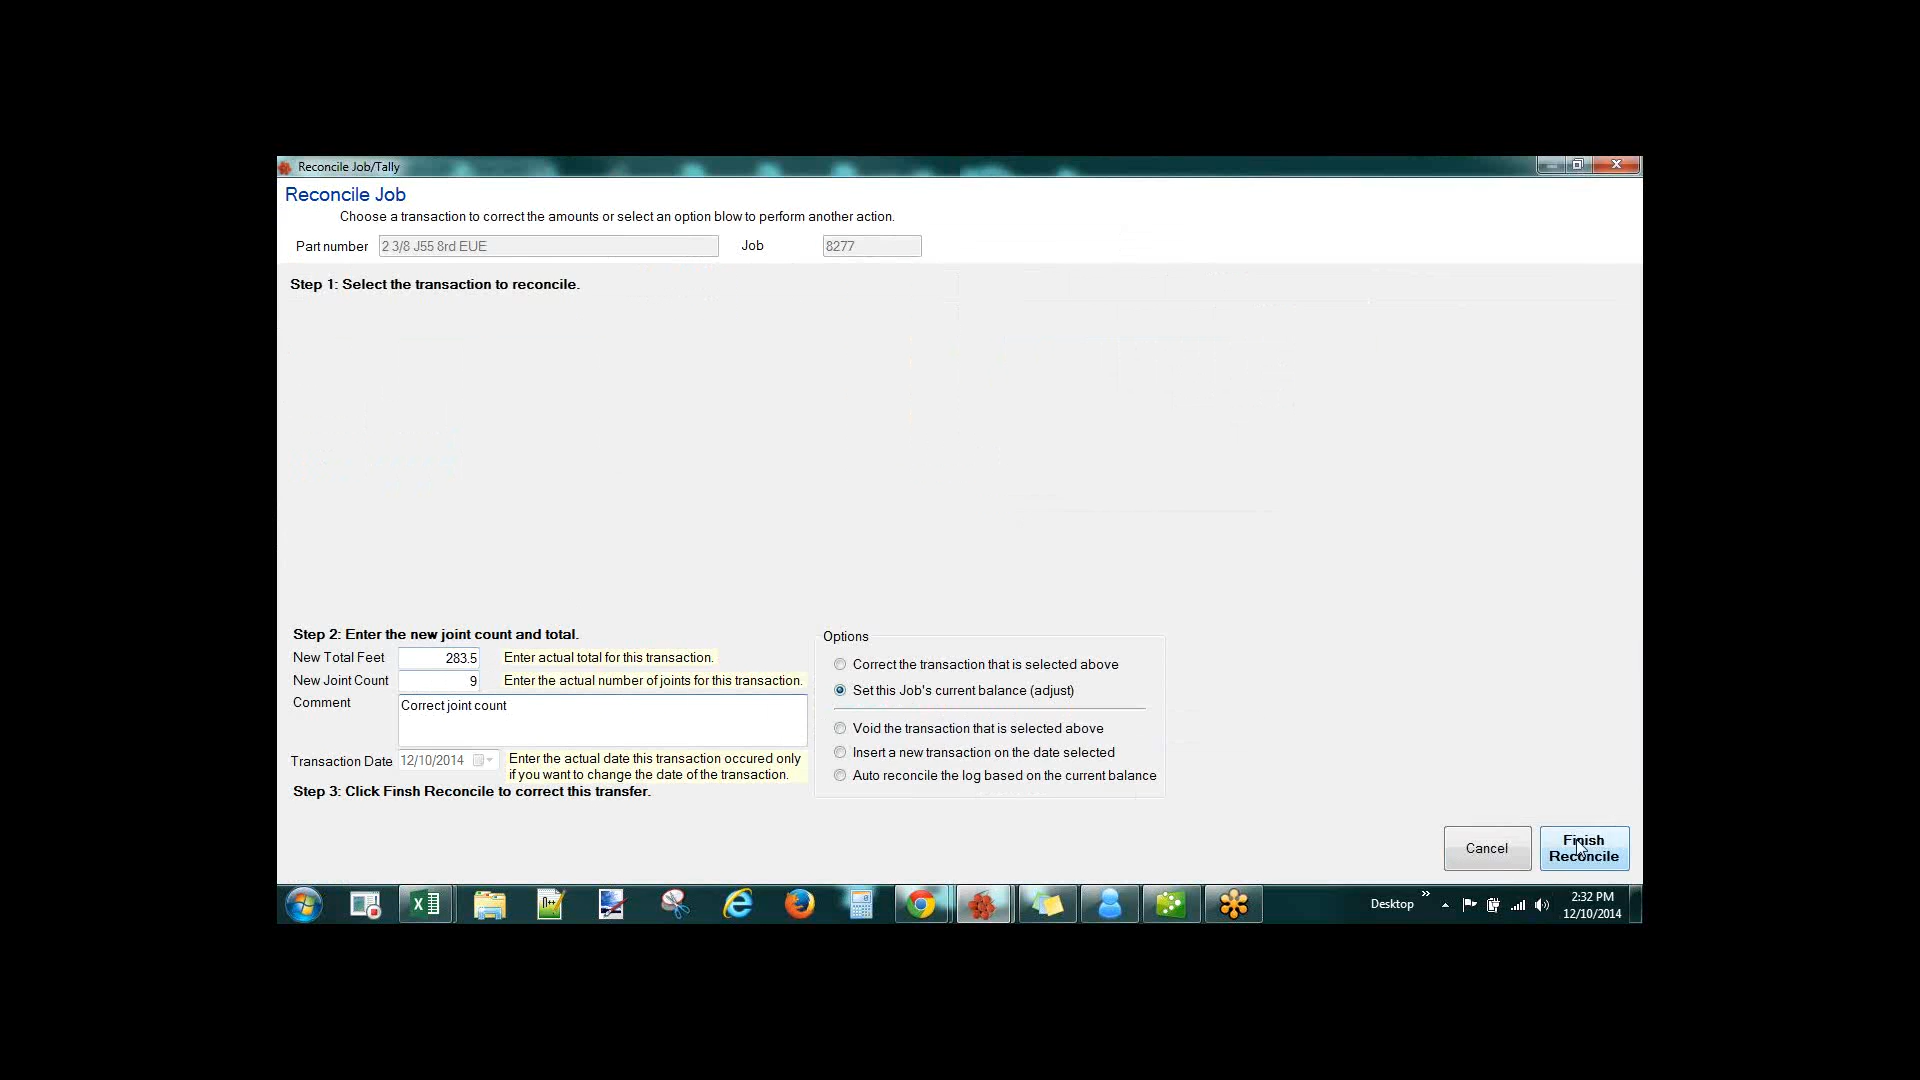 Reconcile Job/Tally
Reconcile Job
Choose a transaction to correct the amounts or select an option blow to perform another action.
Part number 2 3/8 J55 8rd EUE Job 8277
Step 1: Select the transaction to reconcile.
Step 2: Enter the new joint count and total.
New Total Feet 283.5 Enter actual total for this transaction.
New Joint Count 9 Enter the actual number of joints for this transaction.
Comment Correct joint count
Transaction Date 12/10/2014 Enter the actual date this transaction occured only
if you want to change the date of the transaction.
Step 3: Click Finsh Reconcile to correct this transfer.
Options
Correct the transaction that is selected above
Set this Job's current balance (adjust)
Void the transaction that is selected above
Insert a new transaction on the date selected
Auto reconcile the log based on the current balance
Cancel
Finish
Reconcile
Desktop
2:32 PM
12/10/2014